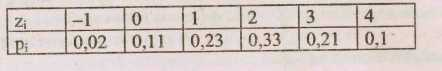 zᵢ –1 0 1 2 3 4
pᵢ 0,02 0,11 0,23 0,33 0,21 0,1